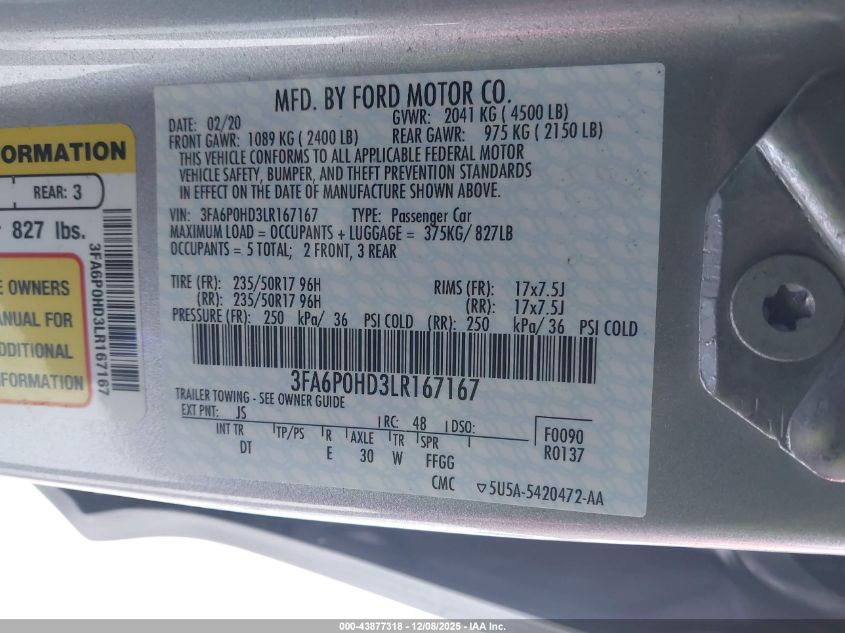 ORMATION
REAR: 3
827 lbs.
E OWNERS
ANUAL FOR
DDITIONAL
NFORMATION
3FA6P0HD3LR167167
MFD. BY FORD MOTOR CO.
DATE: 02/20 GVWR: 2041 KG ( 4500 LB)
FRONT GAWR: 1089 KG ( 2400 LB) REAR GAWR: 975 KG ( 2150 LB)
THIS VEHICLE CONFORMS TO ALL APPLICABLE FEDERAL MOTOR
VEHICLE SAFETY, BUMPER, AND THEFT PREVENTION STANDARDS
IN EFFECT ON THE DATE OF MANUFACTURE SHOWN ABOVE.
VIN: 3FA6P0HD3LR167167 TYPE: Passenger Car
MAXIMUM LOAD = OCCUPANTS + LUGGAGE = 375KG/ 827LB
OCCUPANTS = 5 TOTAL; 2 FRONT, 3 REAR
TIRE (FR): 235/50R17 96H RIMS (FR): 17x7.5J
(RR): 235/50R17 96H (RR): 17x7.5J
PRESSURE (FR): 250 kPa/ 36 PSI COLD (RR): 250 kPa/ 36 PSI COLD
3FA6P0HD3LR167167
TRAILER TOWING - SEE OWNER GUIDE
EXT PNT: JS RC: 48 DSO:
INT TR TP/PS R AXLE TR SPR F0090
DT E 30 W FFGG R0137
CMC ▽5U5A-5420472-AA
000-43877318 - 12/08/2025 - IAA Inc.